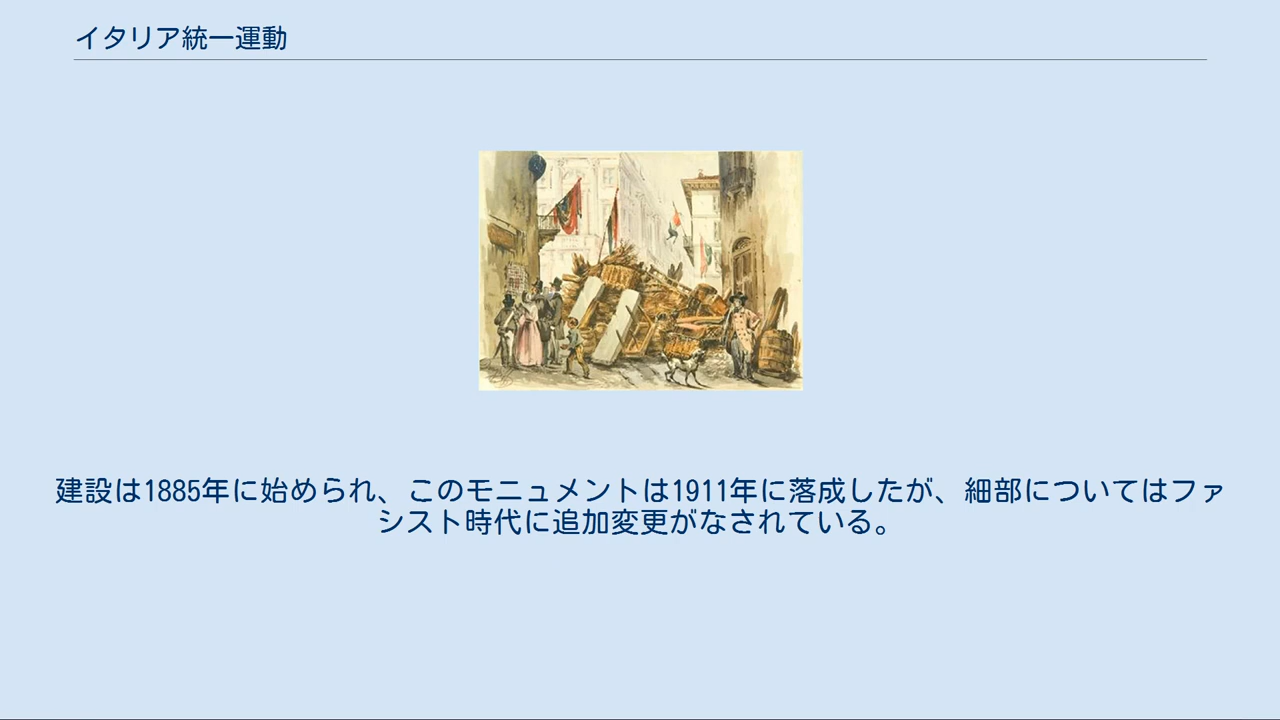 イタリア統一運動
建設は1885年に始められ、このモニュメントは1911年に落成したが、細部についてはファ
シスト時代に追加変更がなされている。